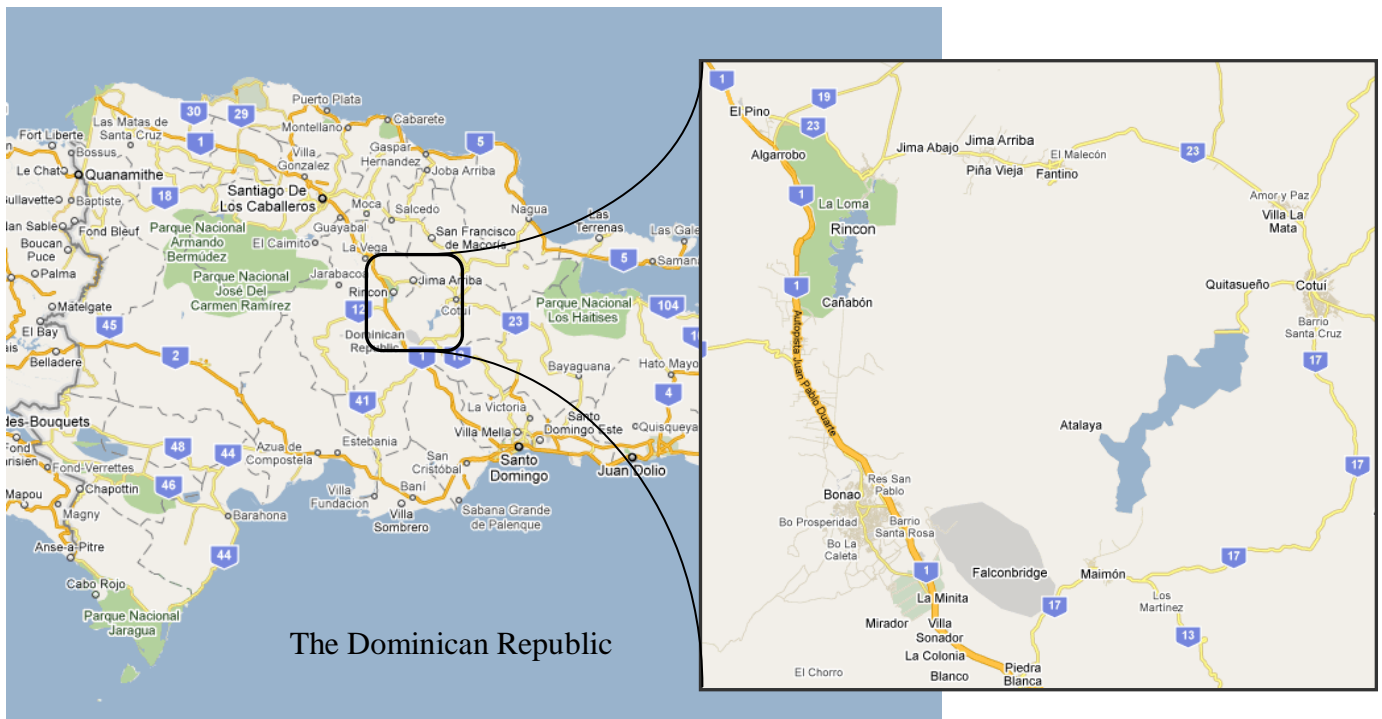 Puerto Plata
Cabarete
30
29
5
Las Matas de
Santa Cruz
Montellano
Fort Liberte
Bossus
1
Villa
Gonzalez
Gaspar
Hernandez
Joba Arriba
Le Chat
Quanamithe
18
Santiago De
Los Caballeros
Baptiste
Moca
Salcedo
Nagua
Las
Terrenas
Fond Bleuf
Parque Nacional
Armando
Bermúdez
Guayabal
El Caimito
San Francisco
de Macorís
Boucan
Puce
La Vega
5
Palma
Parque Nacional
José Del
Carmen Ramírez
Jarabacoa
Jima Arriba
Rincon
Matelgate
12
Cotuí
Parque Nacional
Los Haitises
104
El Bay
45
23
Dominican
Republic
Belladere
2
1
Bayaguana
Hato Mayo
41
4
La Victoria
Villa Mella
Santo
Domingo Este
Quisqueya
48
44
Azua de
Compostela
Estebania
San
Cristóbal
Santo
Domingo
Juan Dolio
Fond-Verrettes
46
Chapottin
Villa
Fundacion
Baní
Mapou
Magny
Barahona
Villa
Sombrero
Sabana Grande
de Palenque
Anse-a-Pitre
44
Cabo Rojo
Parque Nacional
Jaragua
The Dominican Republic
1
19
El Pino
23
Algarrobo
Jima Abajo
Jima Arriba
El Malecón
23
Piña Vieja
Fantino
1
La Loma
Rincon
Amor y Paz
Villa La
Mata
1
Cañabón
Quitasueño
Cotuí
Barrio
Santa Cruz
Autopista Juan Pablo Duarte
17
Atalaya
17
Res San
Pablo
Bonao
Bo Prosperidad
Barrio
Santa Rosa
Bo La
Caleta
1
Falconbridge
Maimón
17
La Minita
17
Los
Martínez
Mirador
Villa
Sonador
13
La Colonia
El Chorro
Blanco
Piedra
Blanca